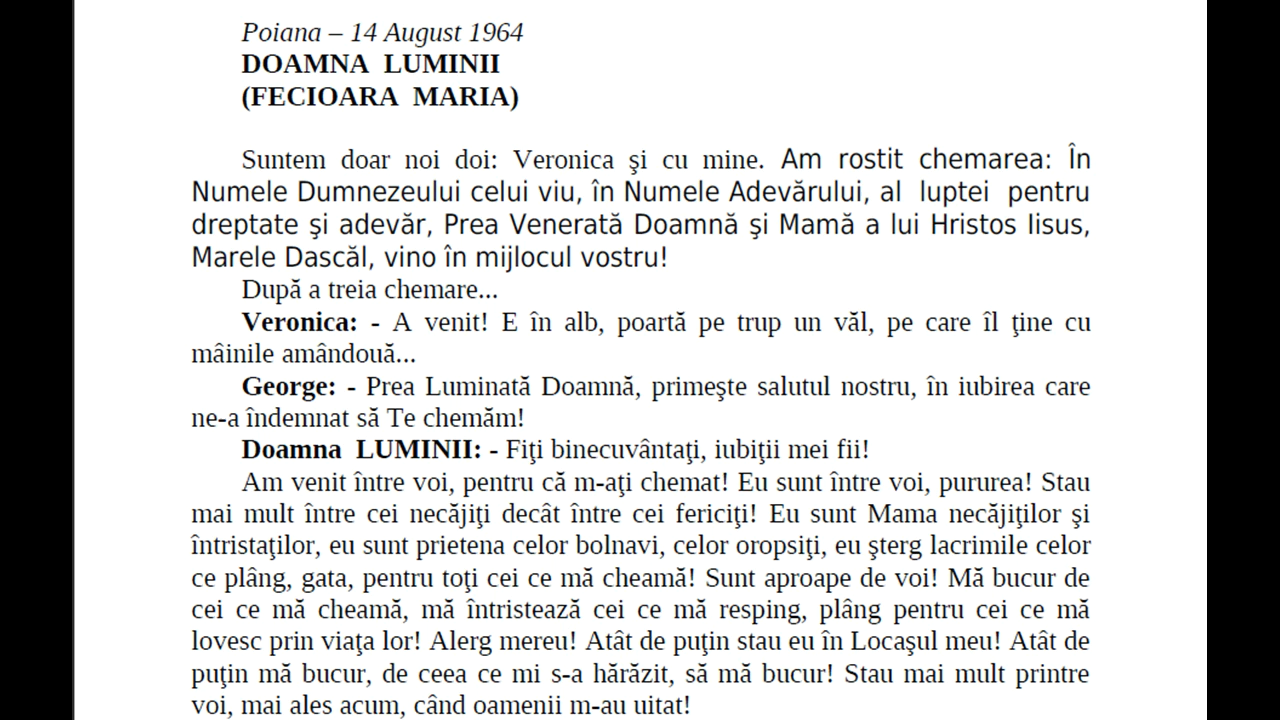 Poiana – 14 August 1964
DOAMNA LUMINII
(FECIOARA MARIA)
Suntem doar noi doi: Veronica şi cu mine. Am rostit chemarea: În
Numele Dumnezeului celui viu, în Numele Adevărului, al luptei pentru
dreptate şi adevăr, Prea Venerată Doamnă şi Mamă a lui Hristos Iisus,
Marele Dascăl, vino în mijlocul vostru!
După a treia chemare...
Veronica: - A venit! E în alb, poartă pe trup un văl, pe care îl ţine cu
mâinile amândouă...
George: - Prea Luminată Doamnă, primeşte salutul nostru, în iubirea care
ne-a îndemnat să Te chemăm!
Doamna LUMINII: - Fiţi binecuvântaţi, iubiţii mei fii!
Am venit între voi, pentru că m-aţi chemat! Eu sunt între voi, pururea! Stau
mai mult între cei necăjiţi decât între cei fericiţi! Eu sunt Mama necăjiţilor şi
întristaţilor, eu sunt prietena celor bolnavi, celor oropsiţi, eu şterg lacrimile celor
ce plâng, gata, pentru toţi cei ce mă cheamă! Sunt aproape de voi! Mă bucur de
cei ce mă cheamă, mă întristează cei ce mă resping, plâng pentru cei ce mă
lovesc prin viaţa lor! Alerg mereu! Atât de puţin stau eu în Locaşul meu! Atât de
puţin mă bucur, de ceea ce mi s-a hărăzit, să mă bucur! Stau mai mult printre
voi, mai ales acum, când oamenii m-au uitat!